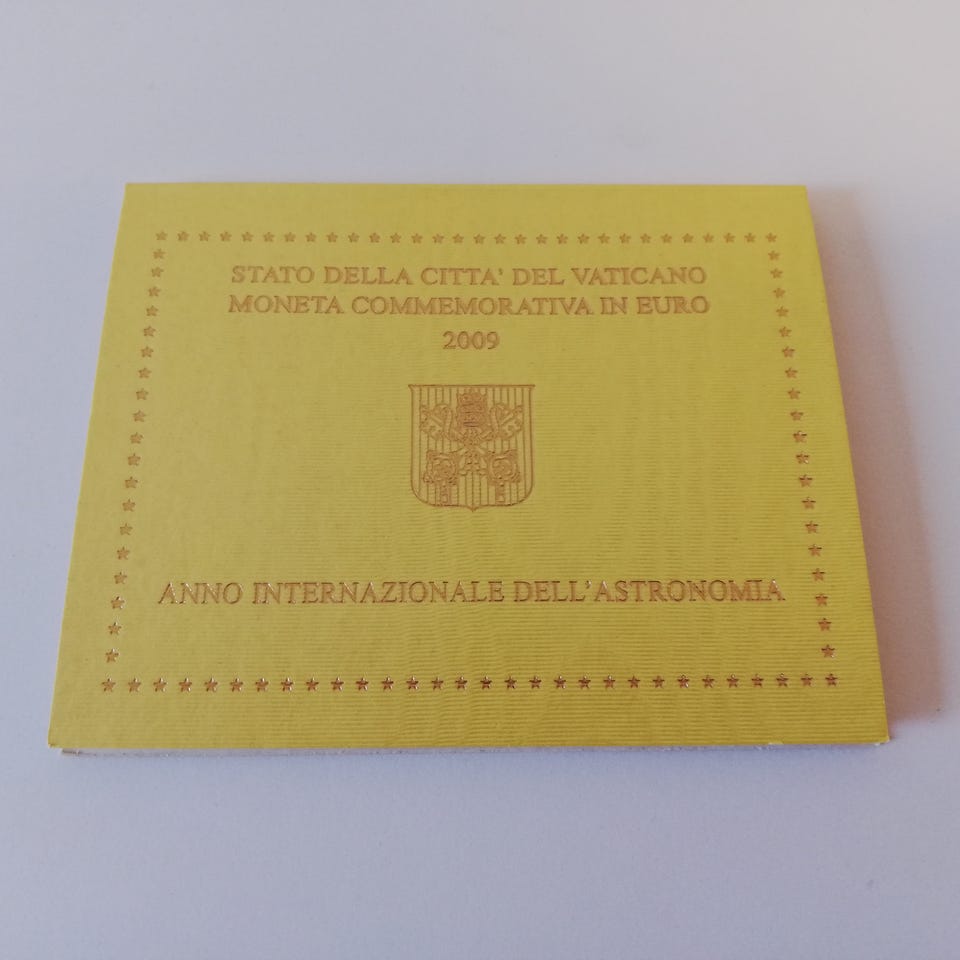 STATO DELLA CITTA' DEL VATICANO
MONETA COMMEMORATIVA IN EURO
2009
ANNO INTERNAZIONALE DELL'ASTRONOMIA